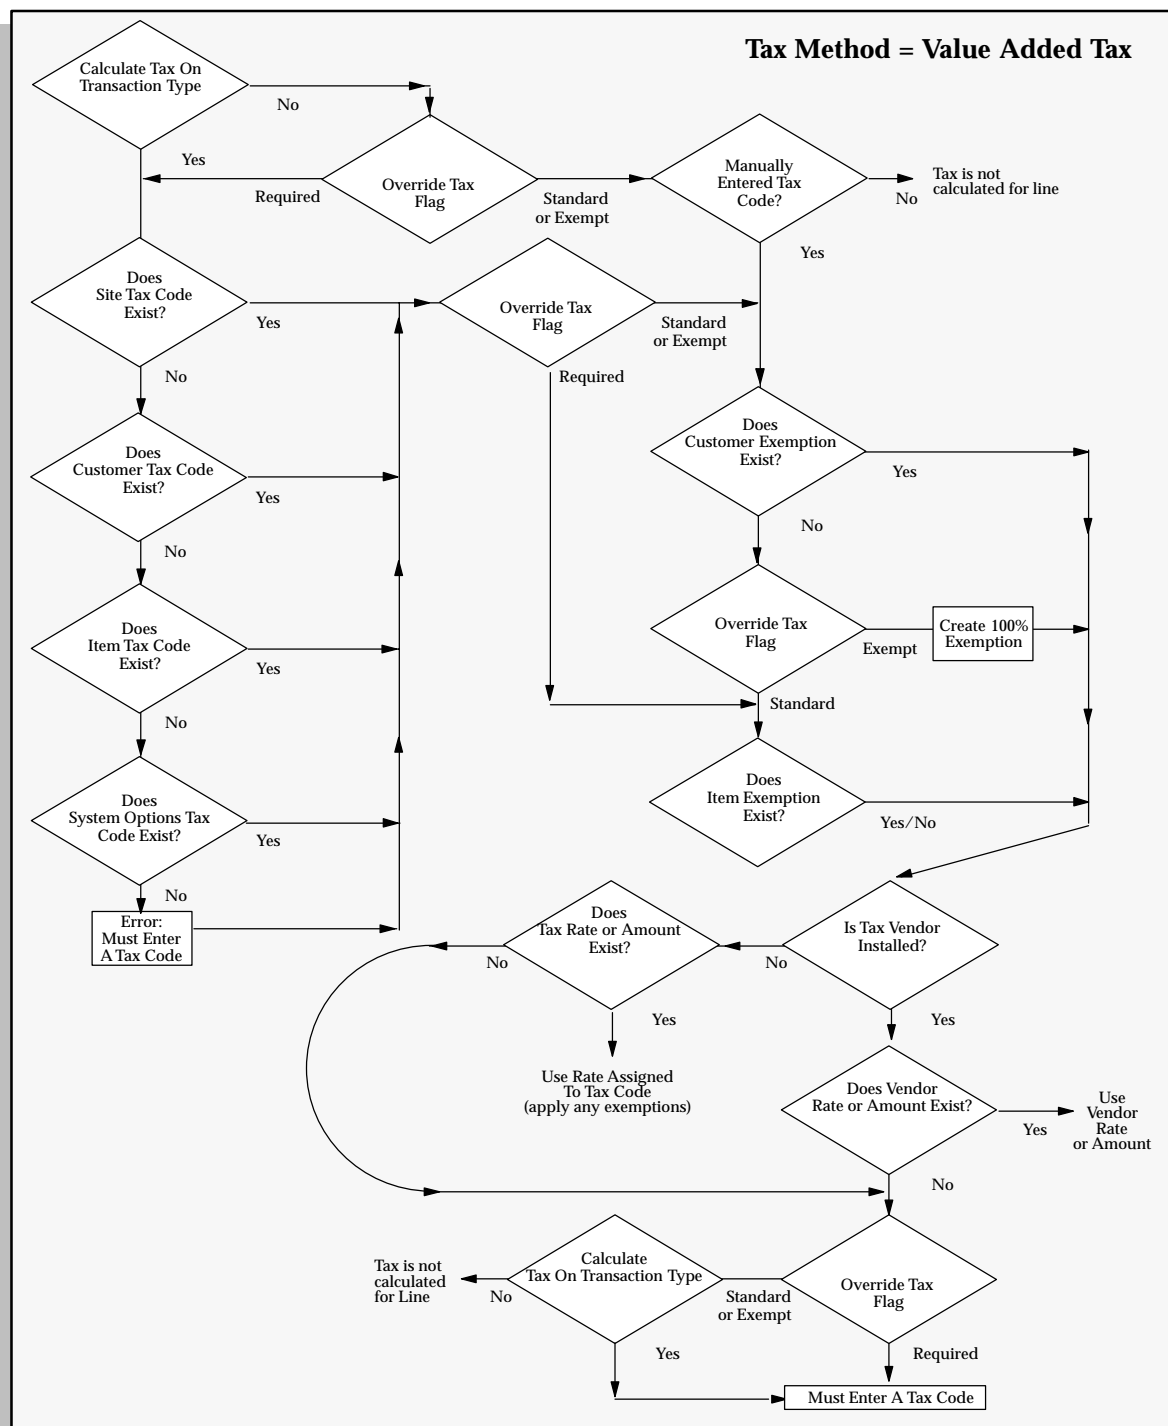 Tax Method = Value Added Tax
Calculate Tax On
Transaction Type
No
Yes
Override Tax
Flag
Required
Standard
or Exempt
Manually
Entered Tax
Code?
No
Tax is not
calculated for line
Yes
Does
Site Tax Code
Exist?
Yes
No
Override Tax
Flag
Standard
or Exempt
Required
Does
Customer Tax Code
Exist?
Yes
No
Does
Customer Exemption
Exist?
Yes
No
Does
Item Tax Code
Exist?
Yes
No
Override Tax
Flag
Exempt
Create 100%
Exemption
Standard
Does
System Options Tax
Code Exist?
Yes
No
Does
Item Exemption
Exist?
Yes/No
Error:
Must Enter
A Tax Code
Does
Tax Rate or Amount
Exist?
No
Yes
Is Tax Vendor
Installed?
No
Yes
Use Rate Assigned
To Tax Code
(apply any exemptions)
Does Vendor
Rate or Amount Exist?
Yes
Use
Vendor
Rate
or Amount
No
Tax is not
calculated
for Line
No
Calculate
Tax On Transaction Type
Standard
or Exempt
Override Tax
Flag
Yes
Required
Must Enter A Tax Code